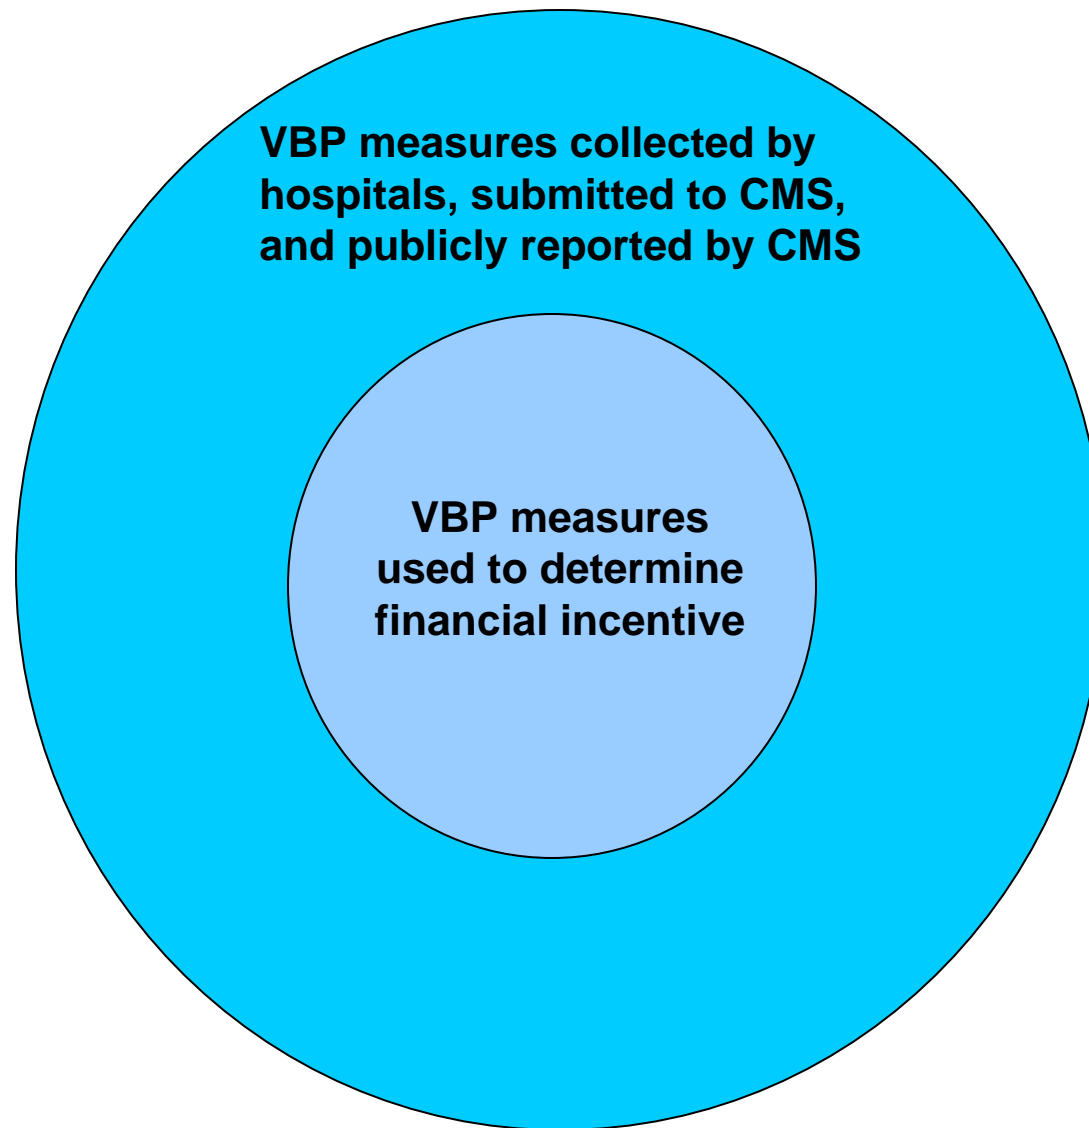 VBP measures collected by
hospitals, submitted to CMS,
and publicly reported by CMS
VBP measures
used to determine
financial incentive